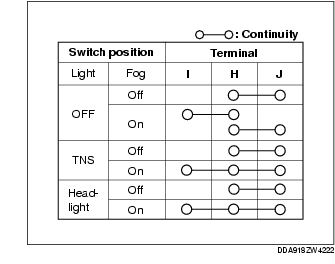 : Continuity
Switch position Terminal
Light Fog I H J
OFF Off
On
TNS Off
On
Head-
light Off
On
DDA918ZW4222